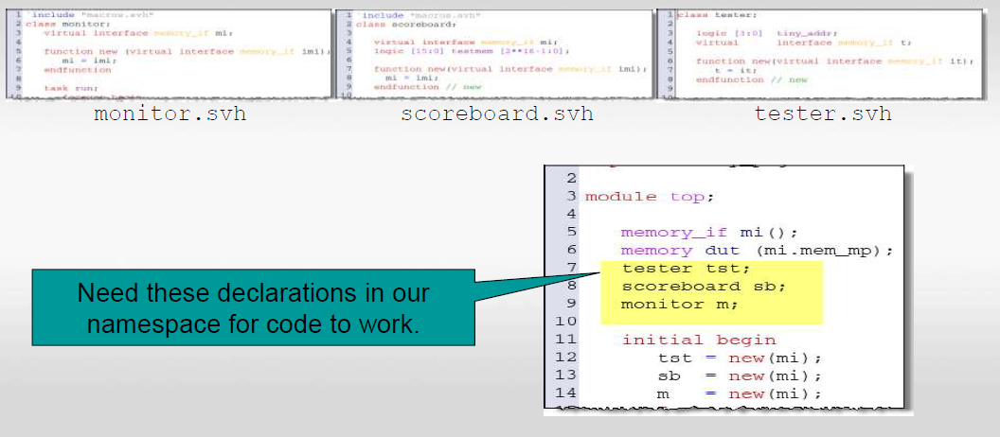 1 `include "macros.svh"
2 class monitor;
3 virtual interface memory_if mi;
4
5 function new (virtual interface memory_if imi);
6 mi = imi;
7 endfunction
8
9 task run;
10
monitor.svh
1 `include "macros.svh"
2 class scoreboard;
3
4 virtual interface memory_if mi;
5 logic [15:0] testmem [2**16-1:0];
6
7 function new(virtual interface memory_if imi);
8 mi = imi;
9 endfunction // new
10
scoreboard.svh
1 class tester;
2
3 logic [3:0] tiny_addr;
4 virtual interface memory_if t;
5
6 function new(virtual interface memory_if it);
7 t = it;
8 endfunction // new
9
tester.svh
2
3 module top;
4
5 memory_if mi();
6 memory dut (mi.mem_mp);
7 tester tst;
8 scoreboard sb;
9 monitor m;
10
11 initial begin
12 tst = new(mi);
13 sb = new(mi);
14 m = new(mi);
Need these declarations in our
namespace for code to work.